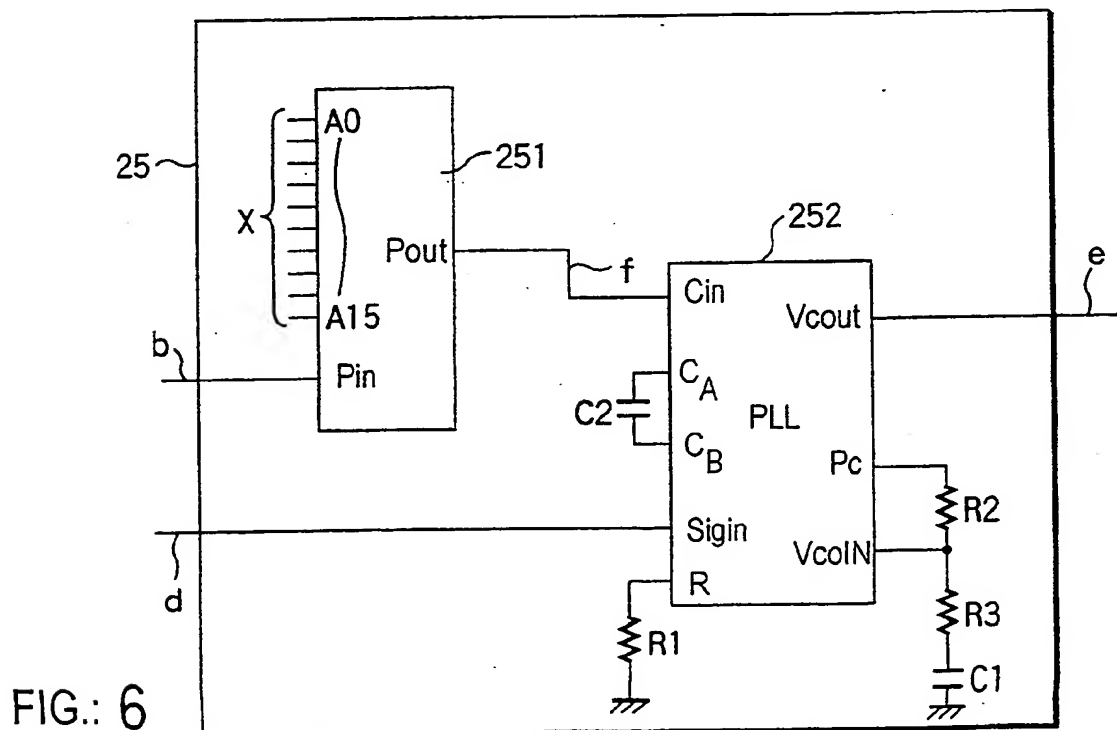 A0
25
251
X
252
Pout
f
Cin
e
Vcout
A15
b
Pin
CA
C2
PLL
CB
Pc
R2
Sigin
VcoIN
d
R
R3
R1
C1
FIG.: 6